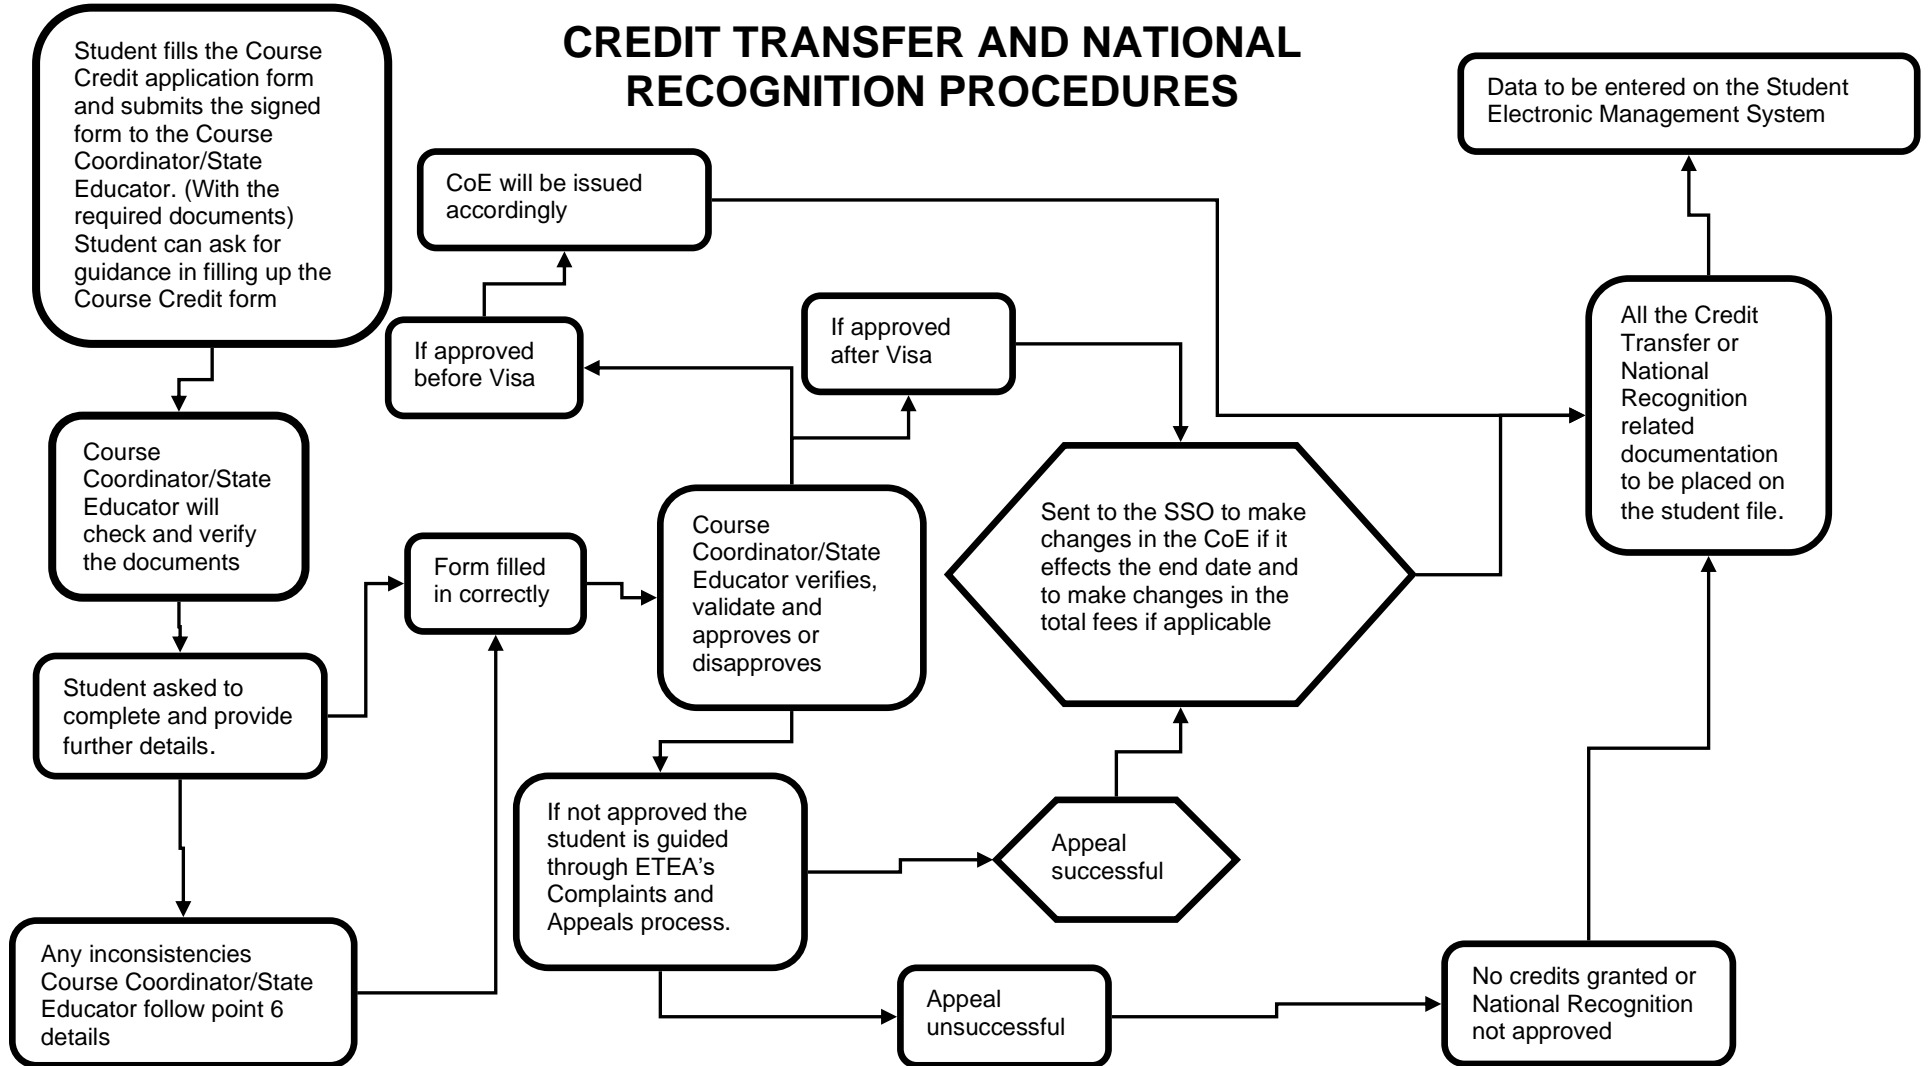 CREDIT TRANSFER AND NATIONAL
RECOGNITION PROCEDURES
Student fills the Course
Credit application form
and submits the signed
form to the Course
Coordinator/State
Educator. (With the
required documents)
Student can ask for
guidance in filling up the
Course Credit form
Course
Coordinator/State
Educator will
check and verify
the documents
Student asked to
complete and provide
further details.
Any inconsistencies
Course Coordinator/State
Educator follow point 6
details
Form filled
in correctly
Course
Coordinator/State
Educator verifies,
validate and
approves or
disapproves
If approved
before Visa
CoE will be issued
accordingly
If approved
after Visa
Sent to the SSO to make
changes in the CoE if it
effects the end date and
to make changes in the
total fees if applicable
If not approved the
student is guided
through ETEA’s
Complaints and
Appeals process.
Appeal
successful
Appeal
unsuccessful
No credits granted or
National Recognition
not approved
All the Credit
Transfer or
National
Recognition
related
documentation
to be placed on
the student file.
Data to be entered on the Student
Electronic Management System